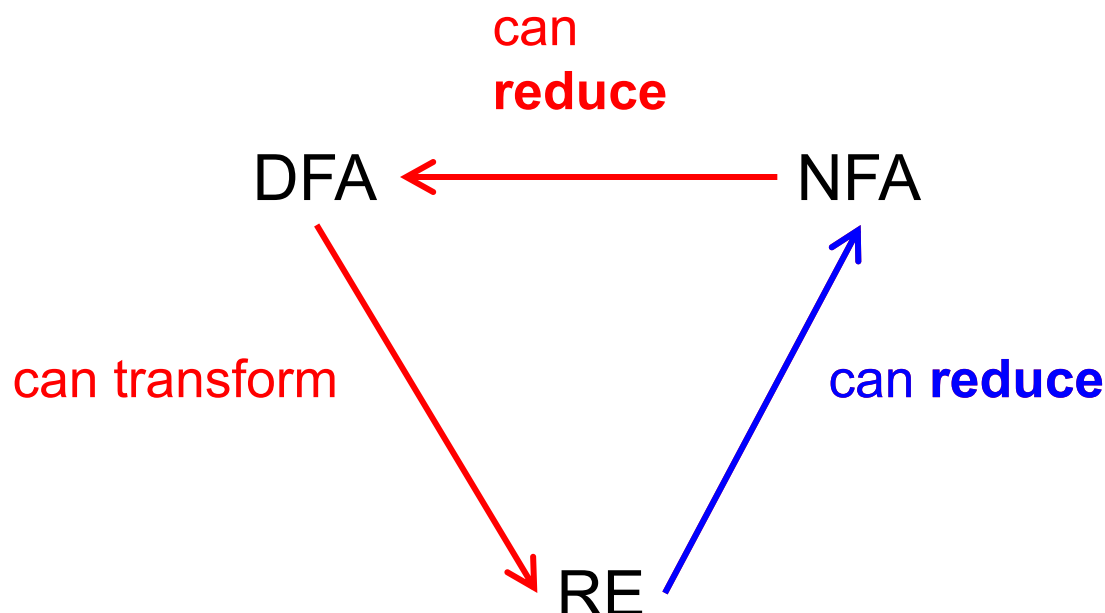 can
reduce
DFA
NFA
can transform
can reduce
RE